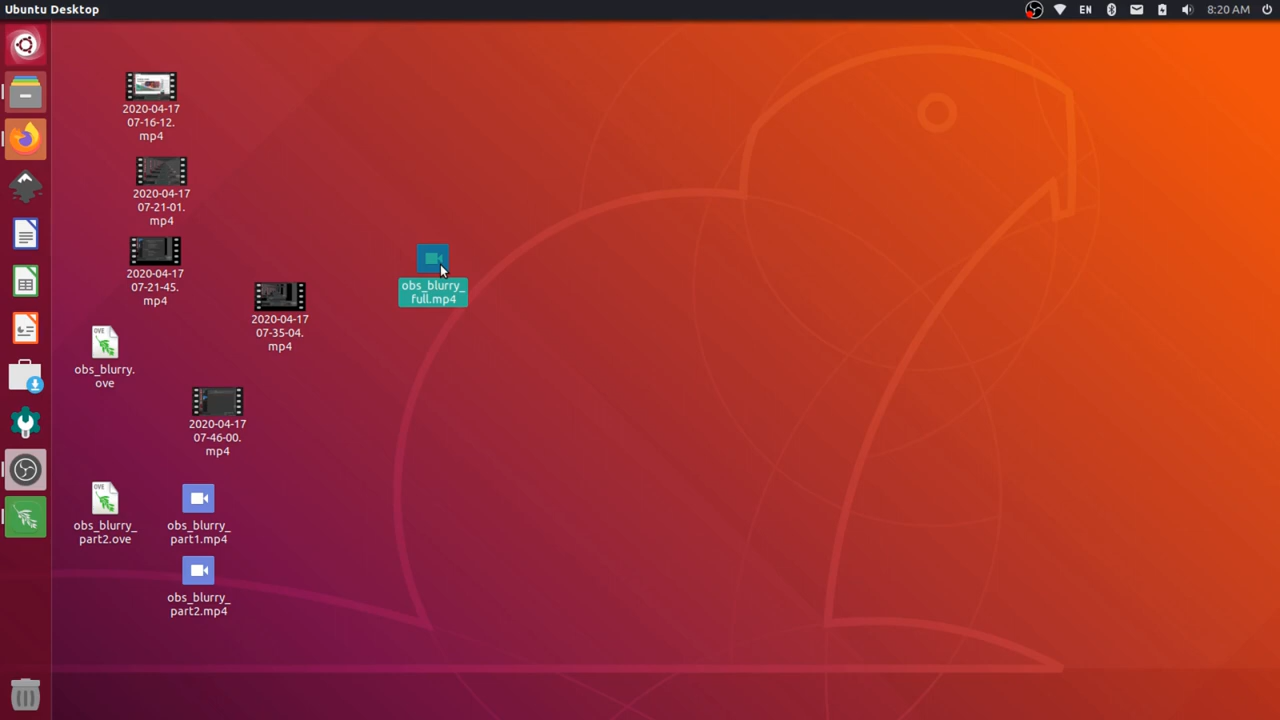 Ubuntu Desktop
EN
8:20 AM
2020-04-17
07-16-12.
mp4
2020-04-17
07-21-01.
mp4
2020-04-17
07-21-45.
mp4
2020-04-17
07-35-04.
mp4
obs_blurry_
full.mp4
OVE
obs_blurry.
ove
2020-04-17
07-46-00.
mp4
OVE
obs_blurry_
part2.ove
obs_blurry_
part1.mp4
obs_blurry_
part2.mp4